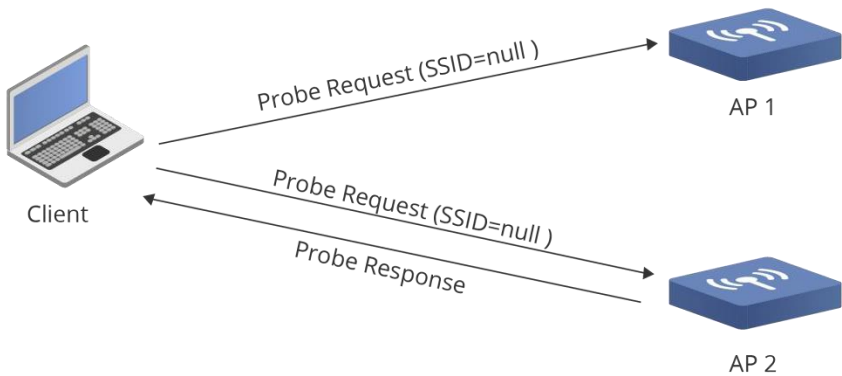 Probe Request (SSID=null )
AP 1
Client
Probe Request (SSID=null )
Probe Response
AP 2